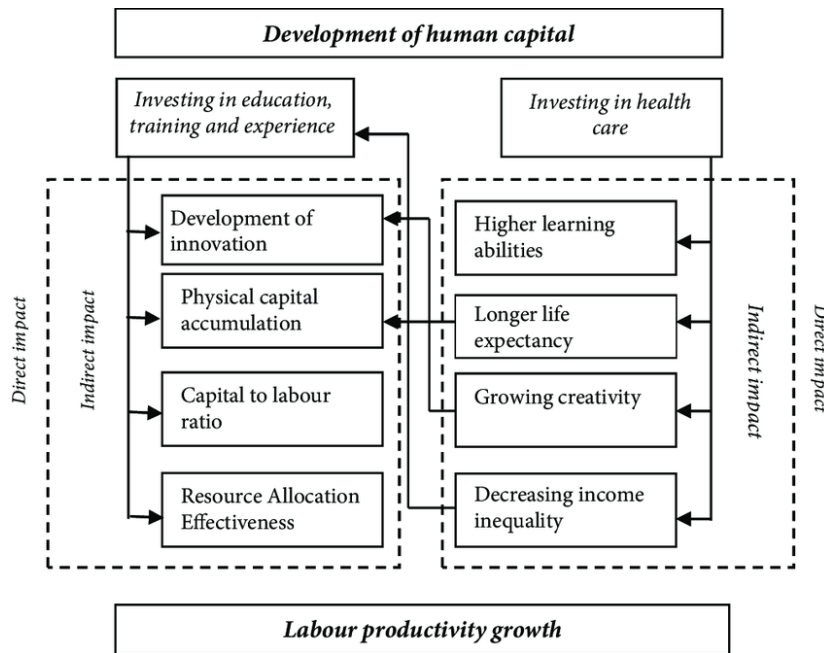 Development of human capital
Investing in education,
training and experience
Investing in health
care
Direct impact
Indirect impact
Development of
innovation
Physical capital
accumulation
Capital to labour
ratio
Resource Allocation
Effectiveness
Higher learning
abilities
Longer life
expectancy
Growing creativity
Decreasing income
inequality
Indirect impact
Direct impact
Labour productivity growth